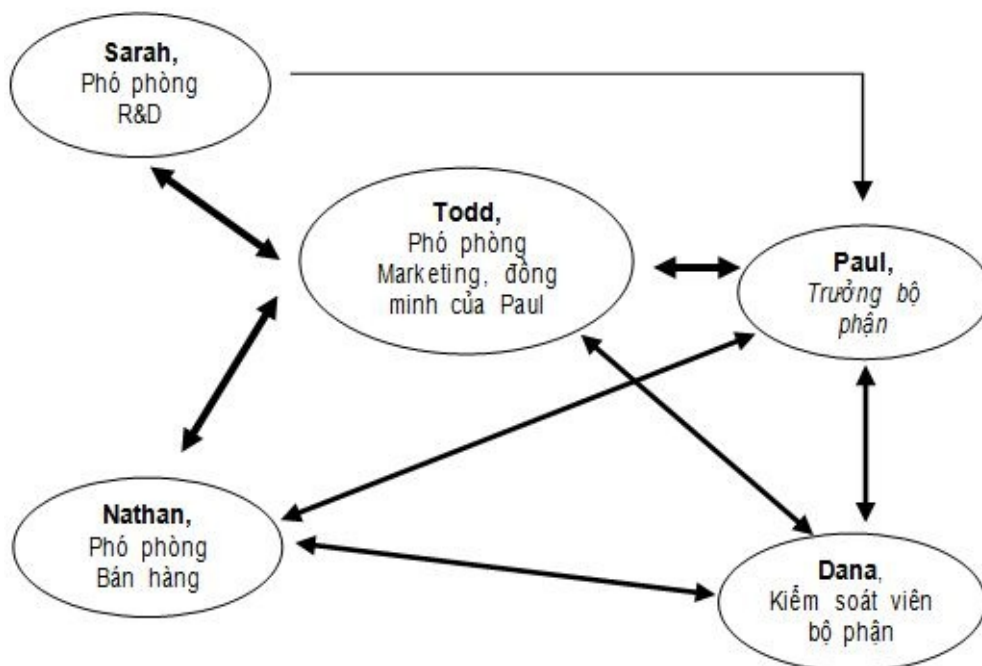 Sarah,
Phó phòng
R&D
Todd,
Phó phòng
Marketing, đồng
minh của Paul
Paul,
Trưởng bộ
phận
Nathan,
Phó phòng
Bán hàng
Dana,
Kiểm soát viên
bộ phận